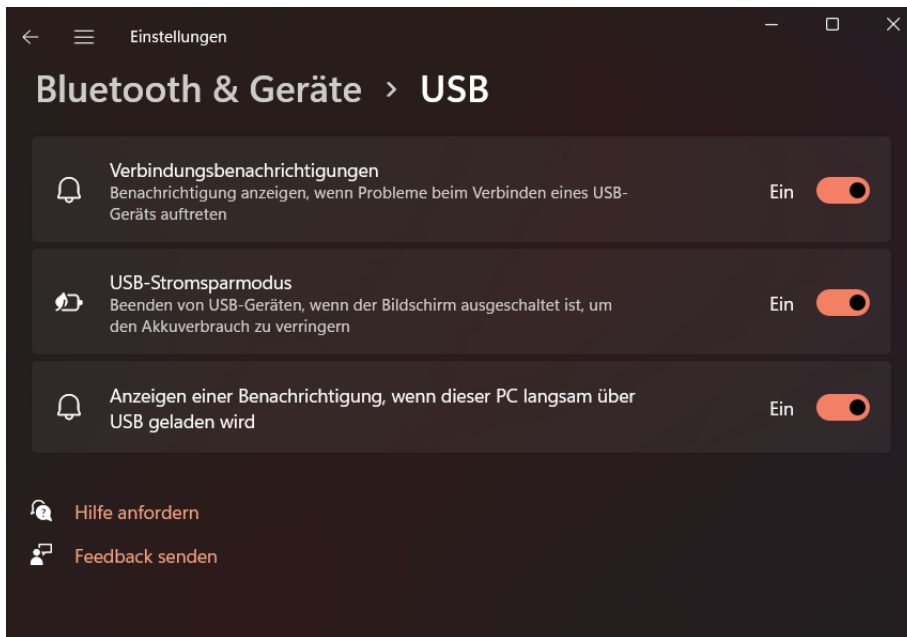 Einstellungen
Bluetooth & Geräte > USB
Verbindungsbenachrichtigungen
Benachrichtigung anzeigen, wenn Probleme beim Verbinden eines USB-
Geräts auftreten
Ein
USB-Stromsparmodus
Beenden von USB-Geräten, wenn der Bildschirm ausgeschaltet ist, um
den Akkuverbrauch zu verringern
Ein
Anzeigen einer Benachrichtigung, wenn dieser PC langsam über
USB geladen wird
Ein
Hilfe anfordern
Feedback senden